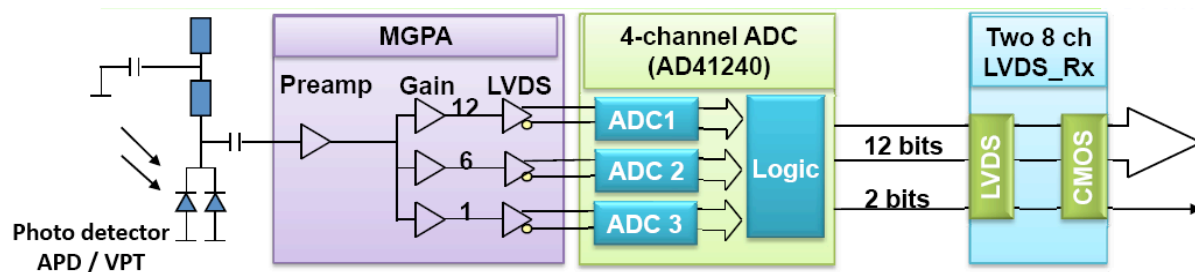 MGPA
4-channel ADC
(AD41240)
Two 8 ch
LVDS_Rx
Preamp
Gain
LVDS
12
6
1
ADC1
ADC 2
ADC 3
Logic
12 bits
2 bits
LVDS
CMOS
Photo detector
APD / VPT